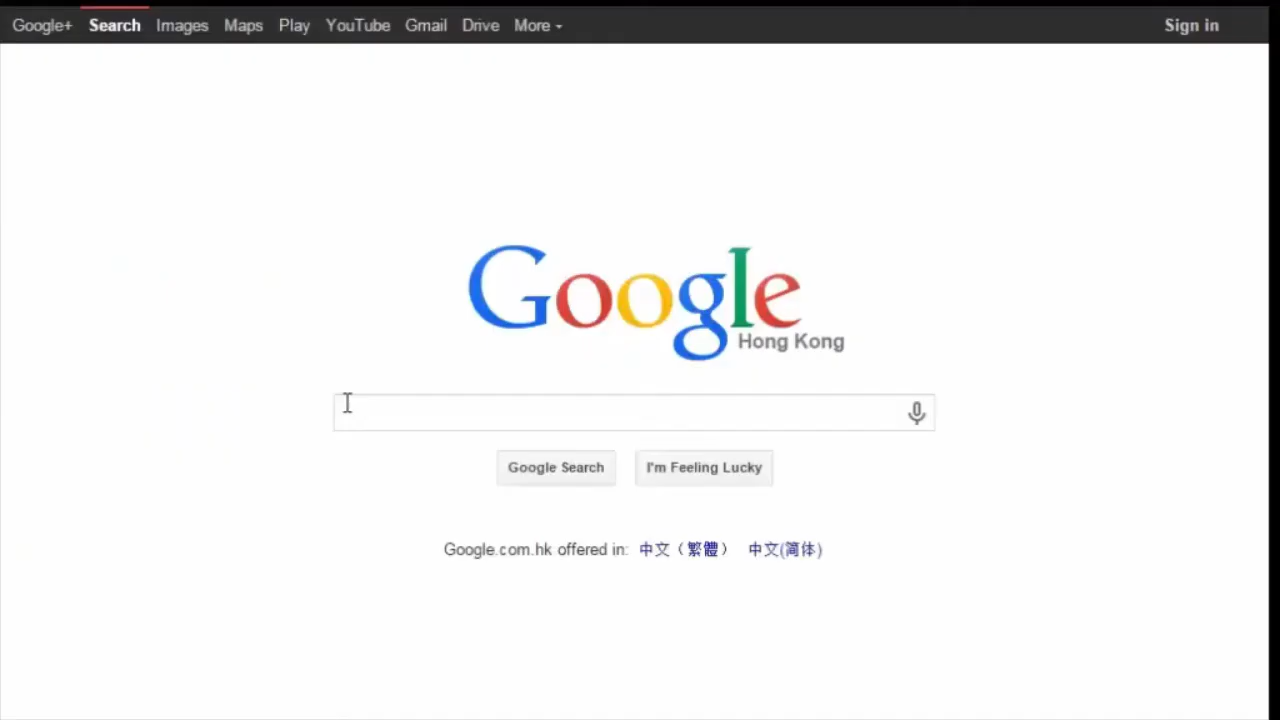 Google+ Search Images Maps Play YouTube Gmail Drive More Sign in
Google
Hong Kong
Google Search I'm Feeling Lucky
Google.com.hk offered in: 中文（繁體） 中文(简体)